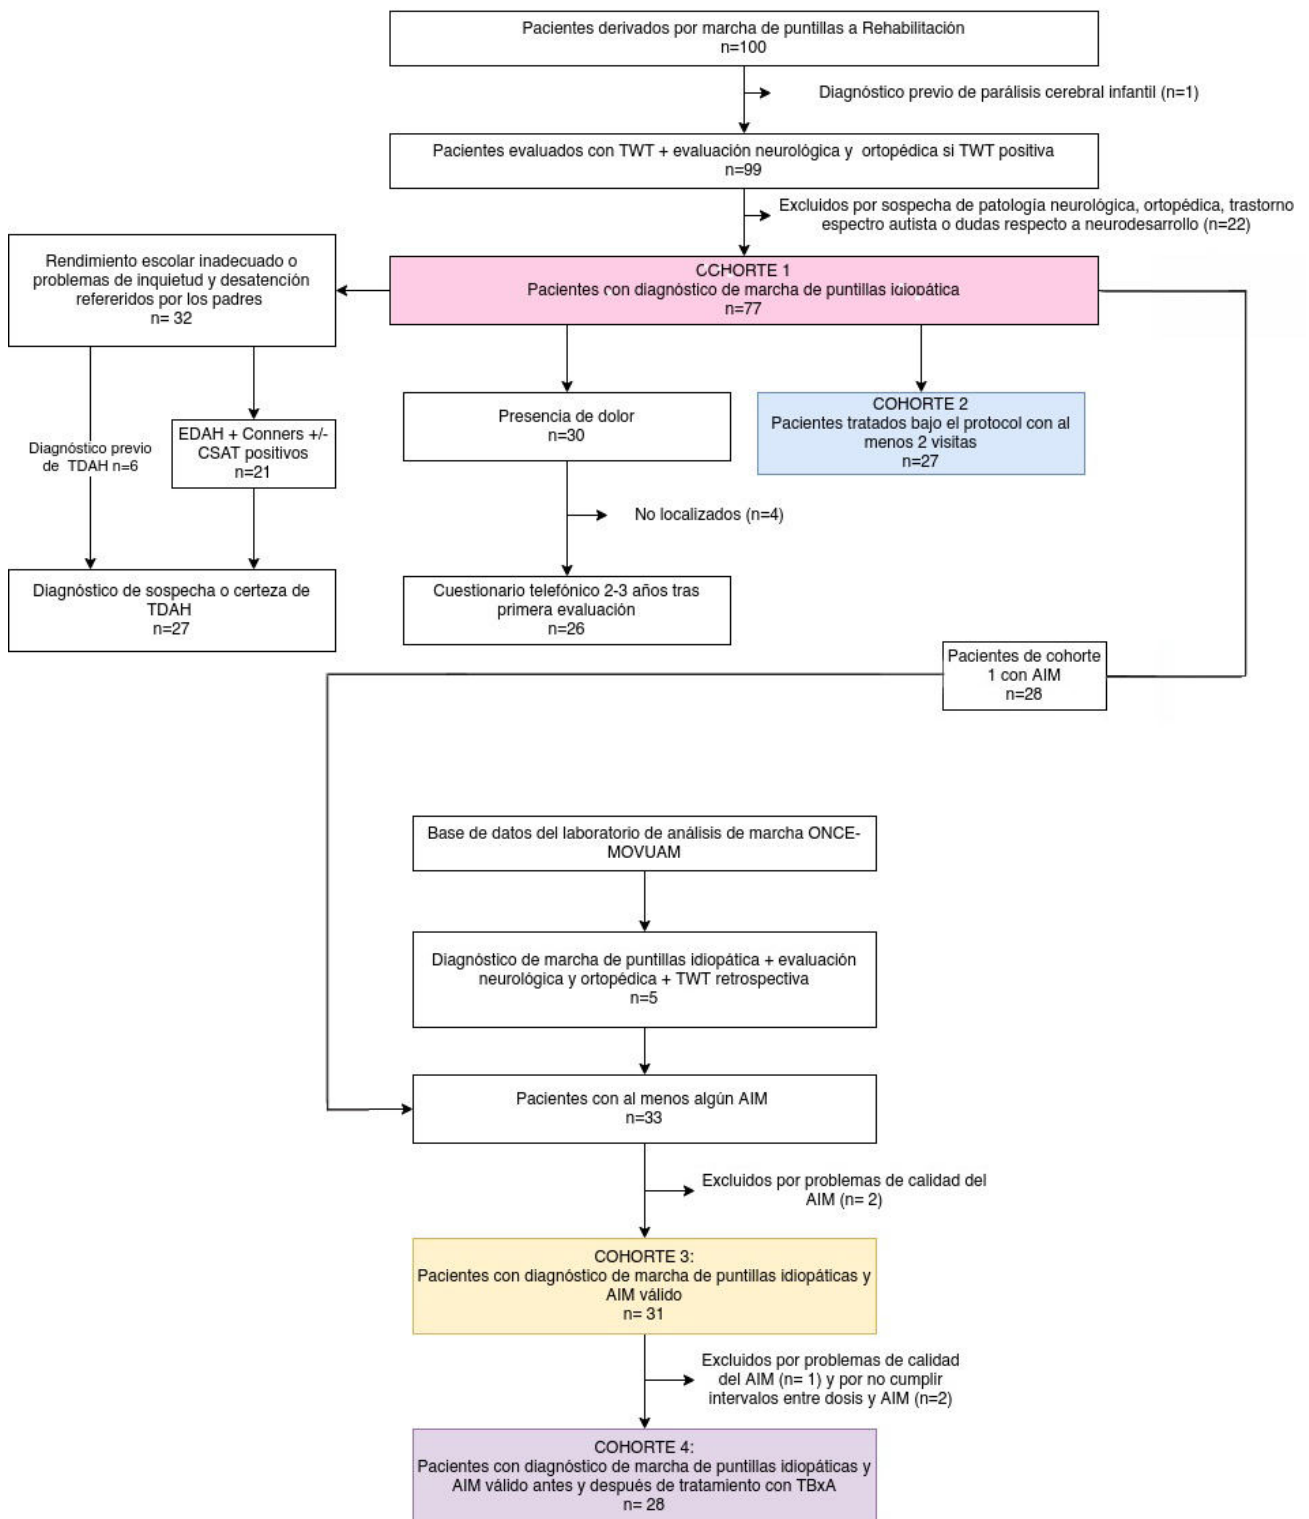 Pacientes derivados por marcha de puntillas a Rehabilitación
n=100
Diagnóstico previo de parálisis cerebral infantil (n=1)
Pacientes evaluados con TWT + evaluación neurológica y ortopédica si TWT positiva
n=99
Excluidos por sospecha de patología neurológica, ortopédica, trastorno
espectro autista o dudas respecto a neurodesarrollo (n=22)
Rendimiento escolar inadecuado o
problemas de inquietud y desatención
refereridos por los padres
n= 32
COHORTE 1
Pacientes con diagnóstico de marcha de puntillas idiopática
n=77
Diagnóstico previo
de TDAH n=6
EDAH + Conners +/-
CSAT positivos
n=21
Presencia de dolor
n=30
COHORTE 2
Pacientes tratados bajo el protocol con al
menos 2 visitas
n=27
No localizados (n=4)
Diagnóstico de sospecha o certeza de
TDAH
n=27
Cuestionario telefónico 2-3 años tras
primera evaluación
n=26
Pacientes de cohorte
1 con AIM
n=28
Base de datos del laboratorio de análisis de marcha ONCE-
MOVUAM
Diagnóstico de marcha de puntillas idiopática + evaluación
neurológica y ortopédica + TWT retrospectiva
n=5
Pacientes con al menos algún AIM
n=33
Excluidos por problemas de calidad del
AIM (n= 2)
COHORTE 3:
Pacientes con diagnóstico de marcha de puntillas idiopáticas y
AIM válido
n= 31
Excluidos por problemas de calidad
del AIM (n= 1) y por no cumplir
intervalos entre dosis y AIM (n=2)
COHORTE 4:
Pacientes con diagnóstico de marcha de puntillas idiopáticas y
AIM válido antes y después de tratamiento con TBxA
n= 28